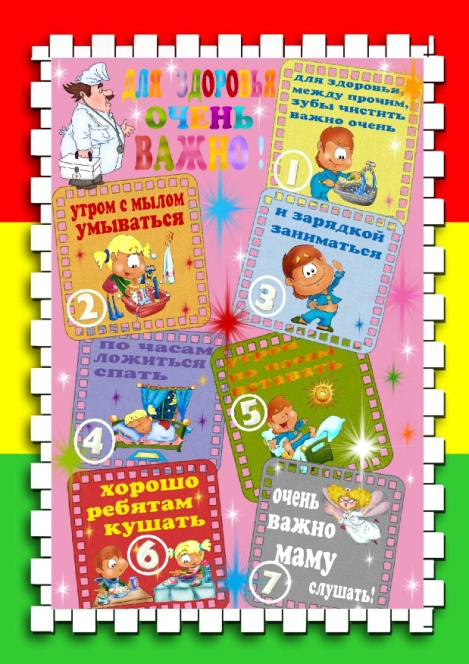 ДЛЯ ЗДОРОВЬЯ
ОЧЕНЬ
ВАЖНО!
для здоровья,
между прочим,
зубы чистить
важно очень
1
утром с мылом
умываться
2
и зарядкой
заниматься
3
по часам
ложиться
спать
4
утром
по часам
вставать
5
хорошо
ребятам
кушать
6
очень
важно
маму
слушать!
7